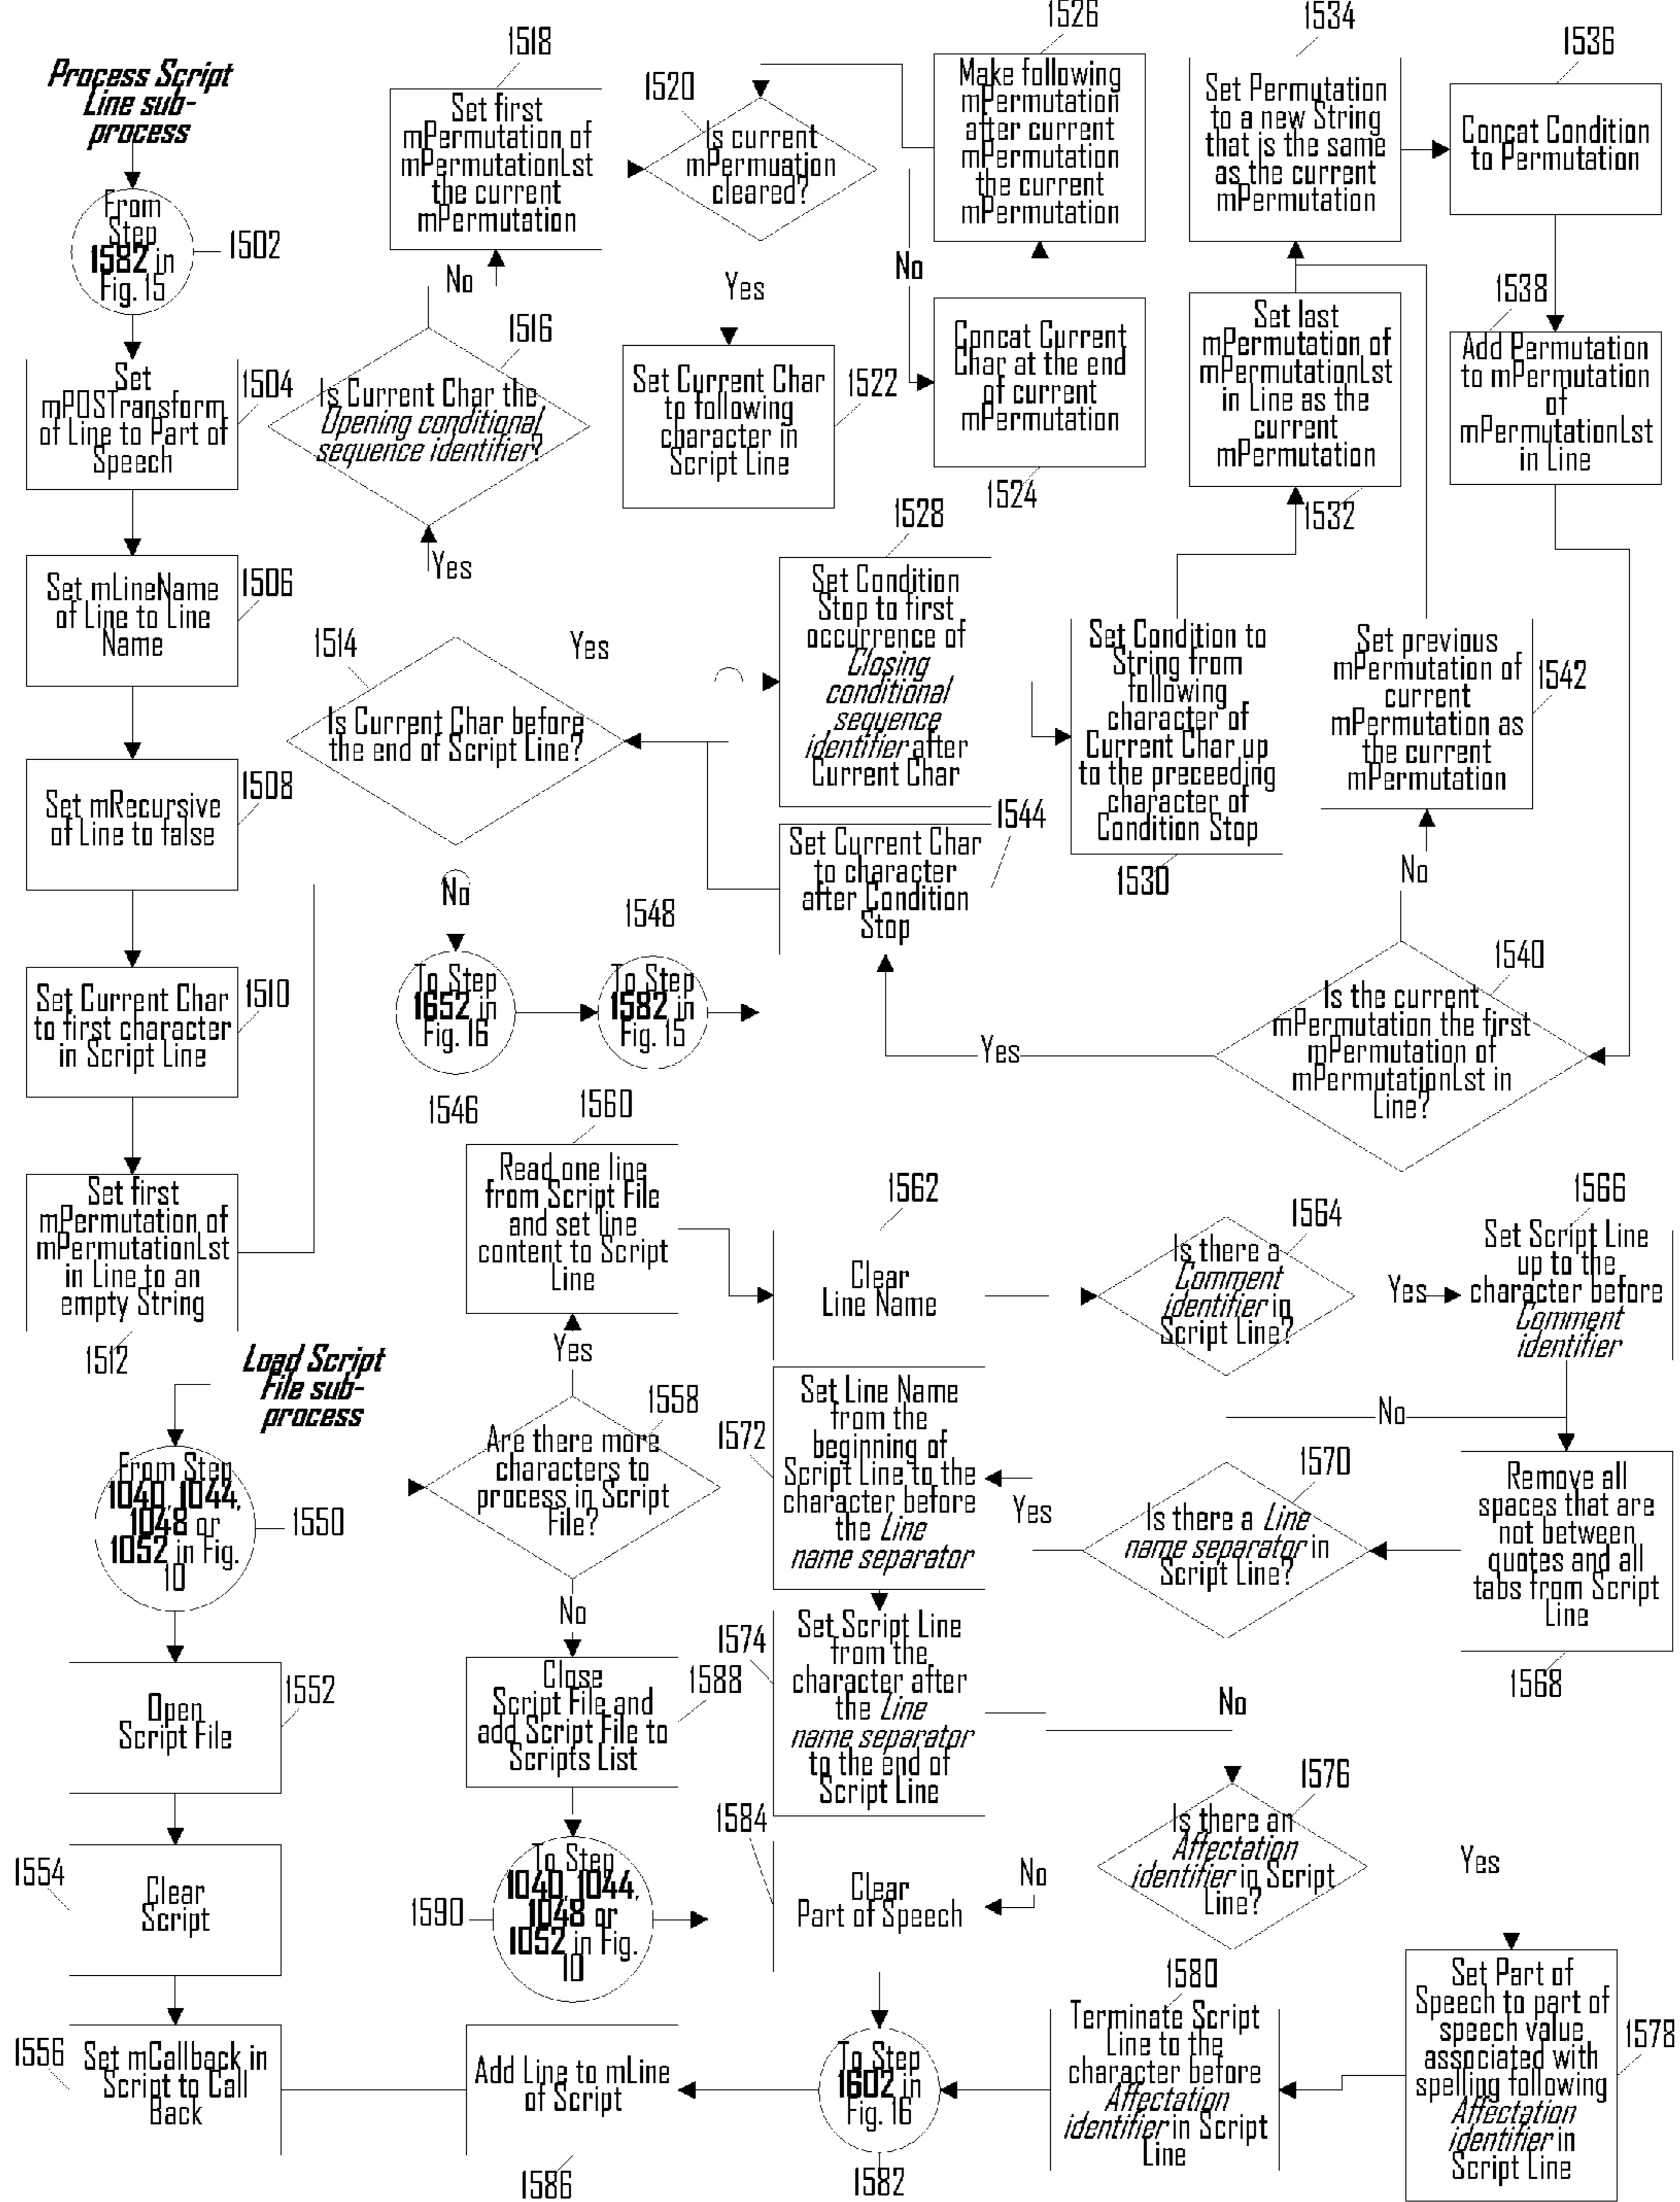 Process Script
Line sub-
process
From
Step
1582 in
Fig. 15
1502
Set
mPOSTransform
of Line to Part of
Speech
1504
Set mLineName
of Line to Line
Name
1506
Set mRecursive
of Line to false
1508
Set Current Char
to first character
in Script Line
1510
Set first
mPermutation of
mPermutationLst
in Line to an
empty String
1512
1514
Is Current Char before
the end of Script Line?
Yes
No
Yes
1516
Is Current Char the
Opening conditional
sequence identifier?
No
1518
Set first
mPermutation of
mPermutationLst
the current
mPermutation
1520
Is current
mPermuation
cleared?
Yes
No
Set Current Char
to following
character in
Script Line
1522
Concat Current
Char at the end
of current
mPermutation
1524
1526
Make following
mPermutation
after current
mPermutation
the current
mPermutation
1528
Set Condition
Stop to first
occurrence of
Closing
conditional
sequence
identifier after
Current Char
Set Condition to
String from
following
character of
Current Char up
to the preceeding
character of
Condition Stop
1530
Set last
mPermutation of
mPermutationLst
in Line as the
current
mPermutation
1532
1534
Set Permutation
to a new String
that is the same
as the current
mPermutation
1536
Concat Condition
to Permutation
1538
Add Permutation
to mPermutation
of
mPermutationLst
in Line
1540
Is the current
mPermutation the first
mPermutation of
mPermutationLst in
Line?
Yes
No
Set previous
mPermutation of
current
mPermutation as
the current
mPermutation
1542
1544
Set Current Char
to character
after Condition
Stop
To Step
1652 in
Fig. 16
1546
1548
To Step
1582 in
Fig. 15
Load Script
File sub-
process
From Step
1040, 1044,
1048 or
1052 in Fig.
10
1550
Open
Script File
1552
1554
Clear
Script
1556
Set mCallback in
Script to Call
Back
1558
Are there more
characters to
process in Script
File?
Yes
No
1560
Read one line
from Script File
and set line
content to Script
Line
1562
Clear
Line Name
1564
Is there a
Comment
identifier in
Script Line?
Yes
No
1566
Set Script Line
up to the
character before
Comment
identifier
Remove all
spaces that are
not between
quotes and all
tabs from Script
Line
1568
1570
Is there a Line
name separator in
Script Line?
Yes
No
1572
Set Line Name
from the
beginning of
Script Line to the
character before
the Line
name separator
1574
Set Script Line
from the
character after
the Line
name separator
to the end of
Script Line
1576
Is there an
Affectation
identifier in Script
Line?
Yes
No
Set Part of
Speech to part of
speech value
associated with
spelling following
Affectation
identifier in
Script Line
1578
1580
Terminate Script
Line to the
character before
Affectation
identifier in Script
Line
To Step
1602 in
Fig. 16
1582
1584
Clear
Part of Speech
Add Line to mLine
of Script
1586
Close
Script File and
add Script File to
Scripts List
1588
1590
To Step
1040, 1044,
1048 or
1052 in Fig.
10